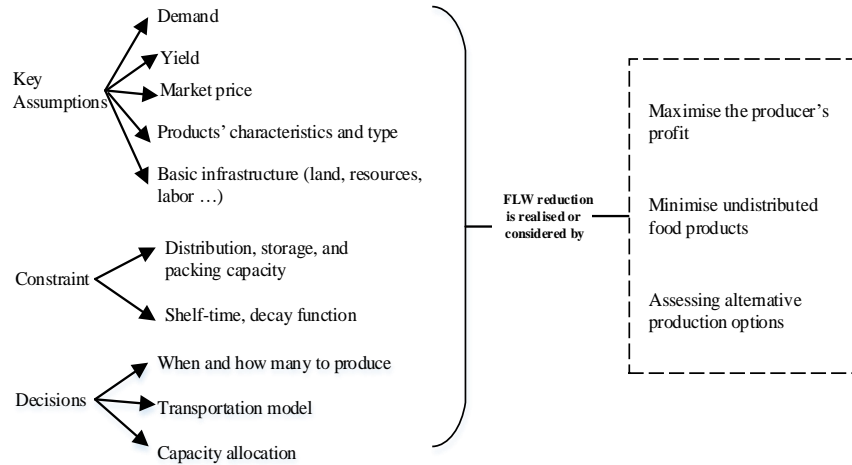 Key
Assumptions
Demand
Yield
Market price
Products' characteristics and type
Basic infrastructure (land, resources,
labor …)
Constraint
Distribution, storage, and
packing capacity
Shelf-time, decay function
Decisions
When and how many to produce
Transportation model
Capacity allocation
FLW reduction
is realised or
considered by
Maximise the producer's
profit
Minimise undistributed
food products
Assessing alternative
production options